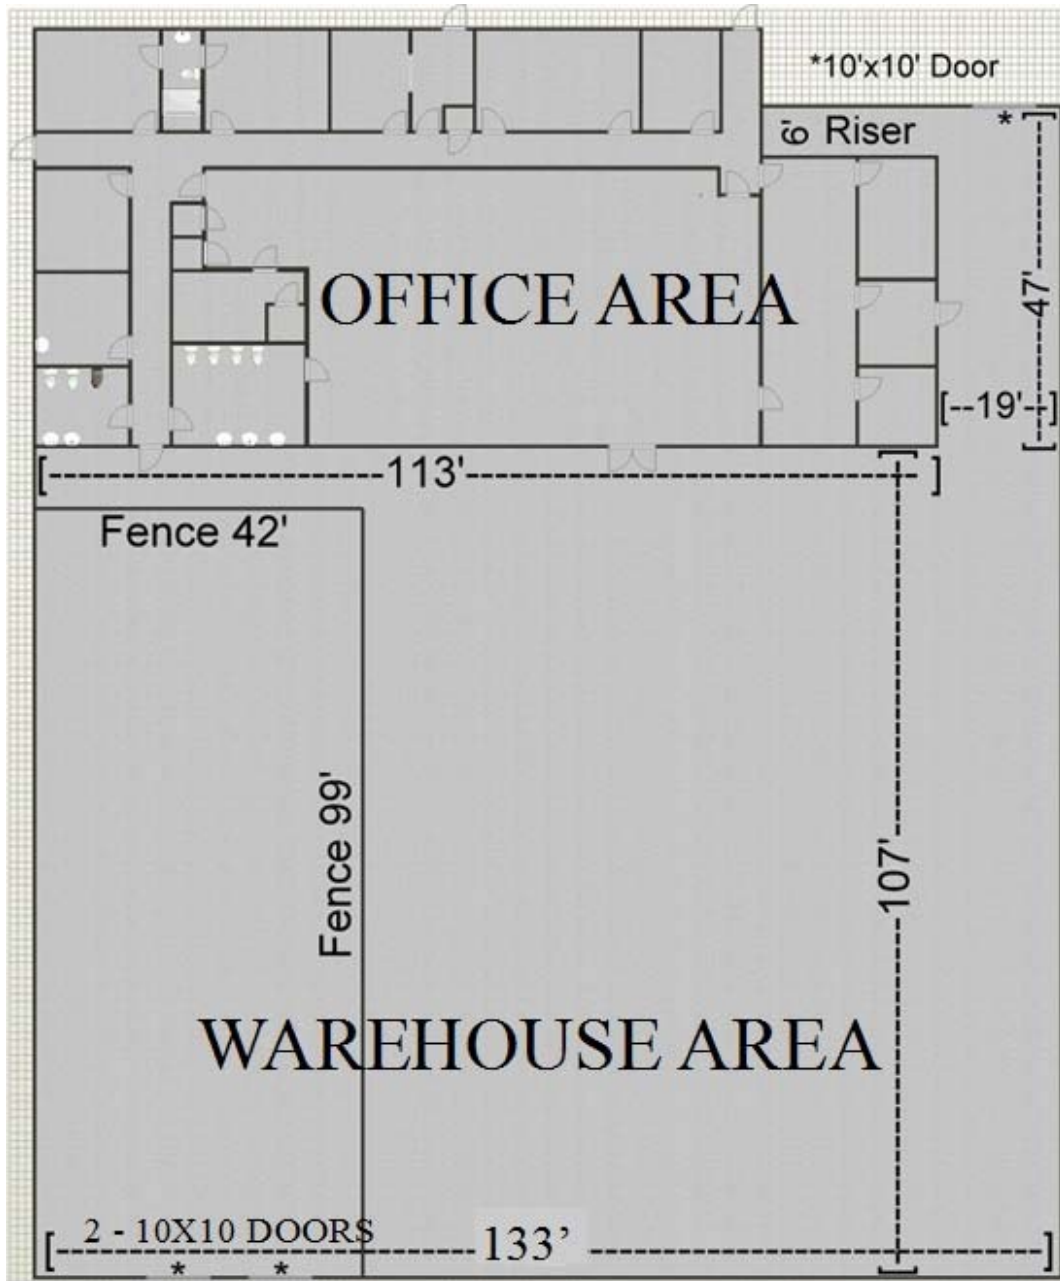 *10'x10' Door
6' Riser
*
47'
OFFICE AREA
[--19'--]
[--113'--]
Fence 42'
Fence 99'
107'
WAREHOUSE AREA
2 - 10X10 DOORS
133’
* *